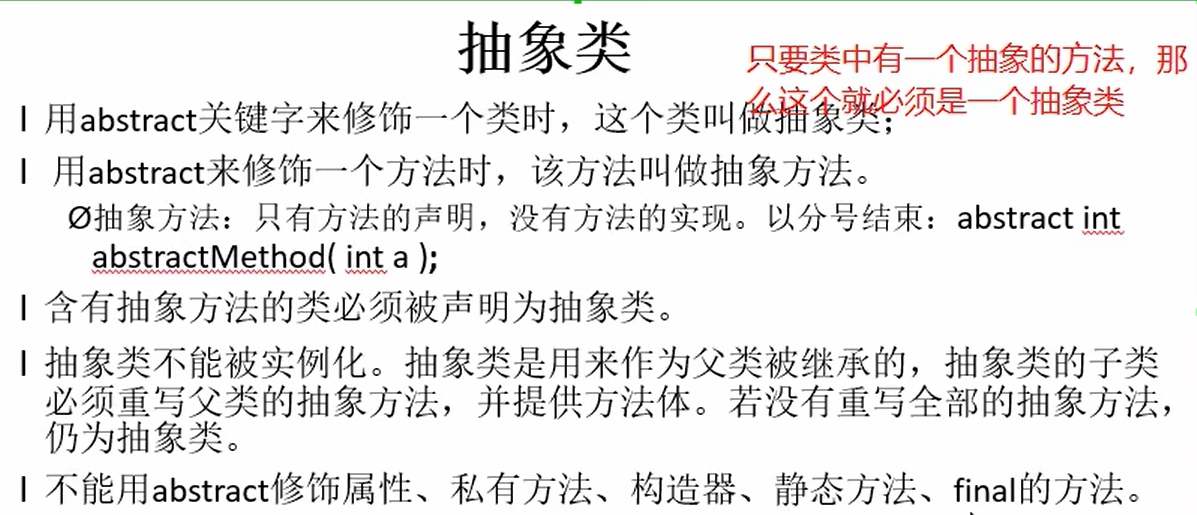 抽象类
只要类中有一个抽象的方法，那
么这个就必须是一个抽象类
l 用abstract关键字来修饰一个类时，这个类叫做抽象类；
l 用abstract来修饰一个方法时，该方法叫做抽象方法。
Ø抽象方法：只有方法的声明，没有方法的实现。以分号结束：abstract int
abstractMethod( int a );
l 含有抽象方法的类必须被声明为抽象类。
l 抽象类不能被实例化。抽象类是用来作为父类被继承的，抽象类的子类
必须重写父类的抽象方法，并提供方法体。若没有重写全部的抽象方法，
仍为抽象类。
l 不能用abstract修饰属性、私有方法、构造器、静态方法、final的方法。